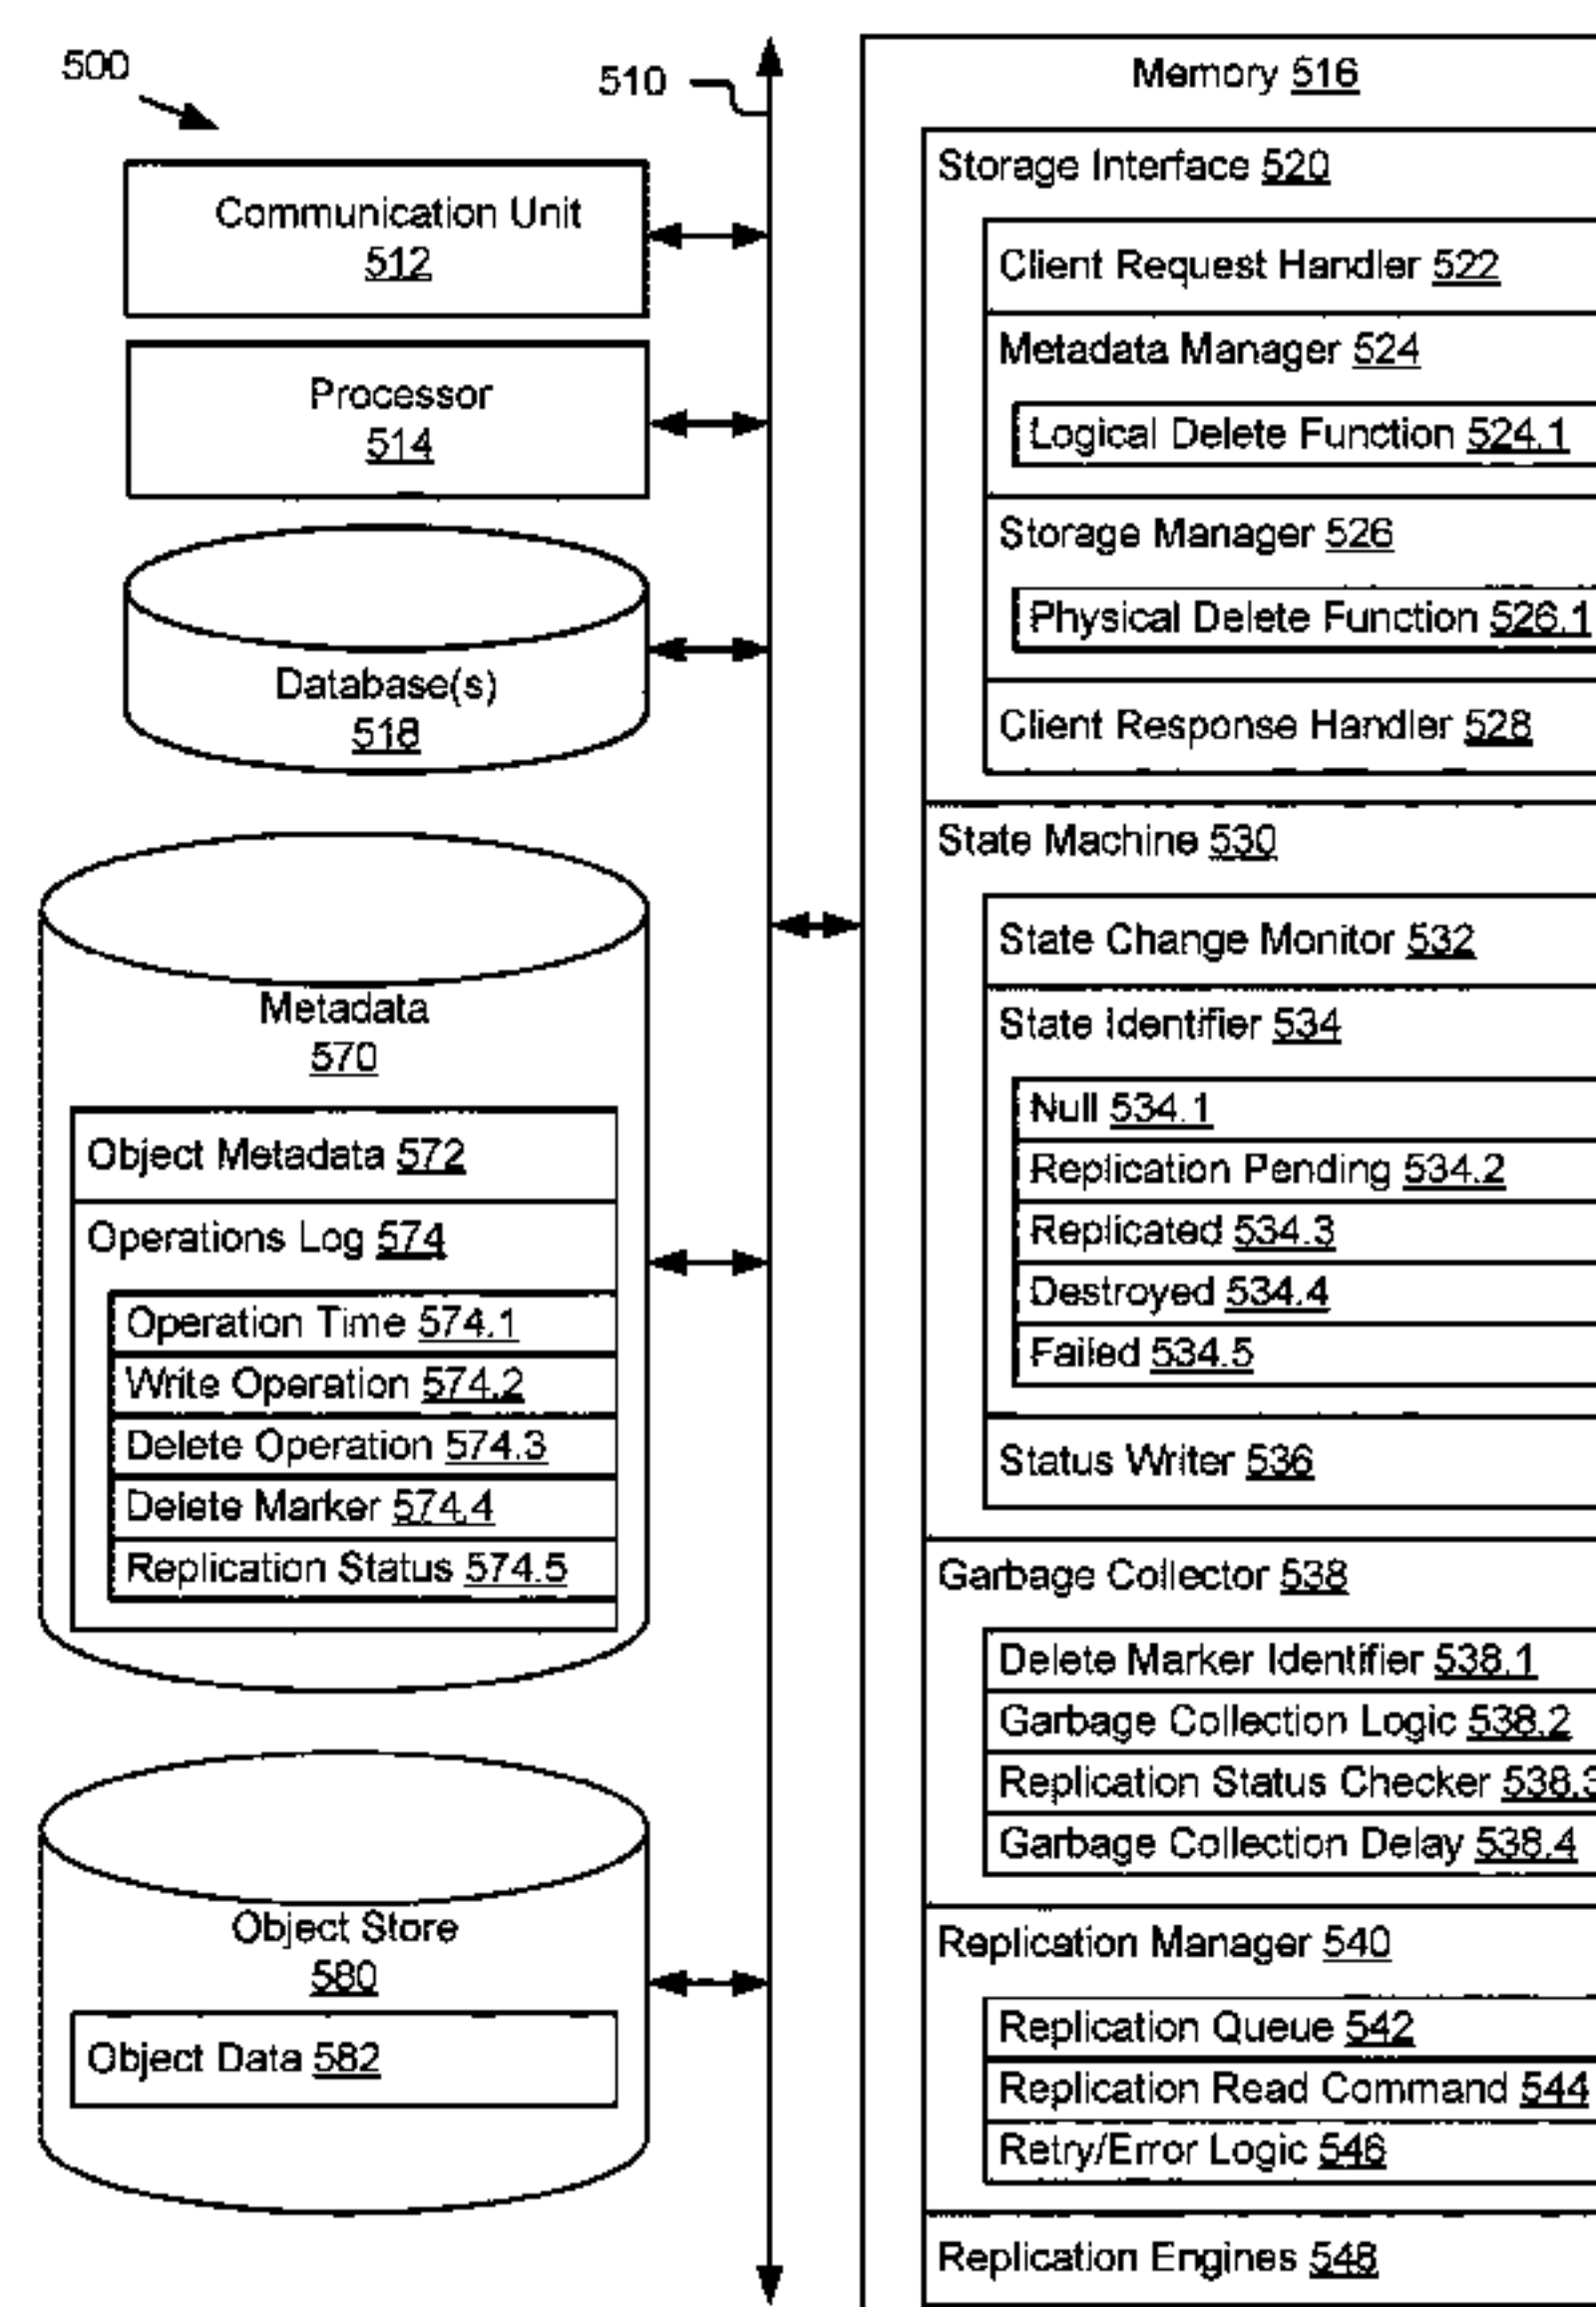 500
510
Communication Unit
512
Processor
514
Database(s)
518
Metadata
570
Object Metadata 572
Operations Log 574
Operation Time 574.1
Write Operation 574.2
Delete Operation 574.3
Delete Marker 574.4
Replication Status 574.5
Object Store
580
Object Data 582
Memory 516
Storage Interface 520
Client Request Handler 522
Metadata Manager 524
Logical Delete Function 524.1
Storage Manager 526
Physical Delete Function 526.1
Client Response Handler 528
State Machine 530
State Change Monitor 532
State Identifier 534
Null 534.1
Replication Pending 534.2
Replicated 534.3
Destroyed 534.4
Failed 534.5
Status Writer 536
Garbage Collector 538
Delete Marker Identifier 538.1
Garbage Collection Logic 538.2
Replication Status Checker 538.3
Garbage Collection Delay 538.4
Replication Manager 540
Replication Queue 542
Replication Read Command 544
Retry/Error Logic 546
Replication Engines 548